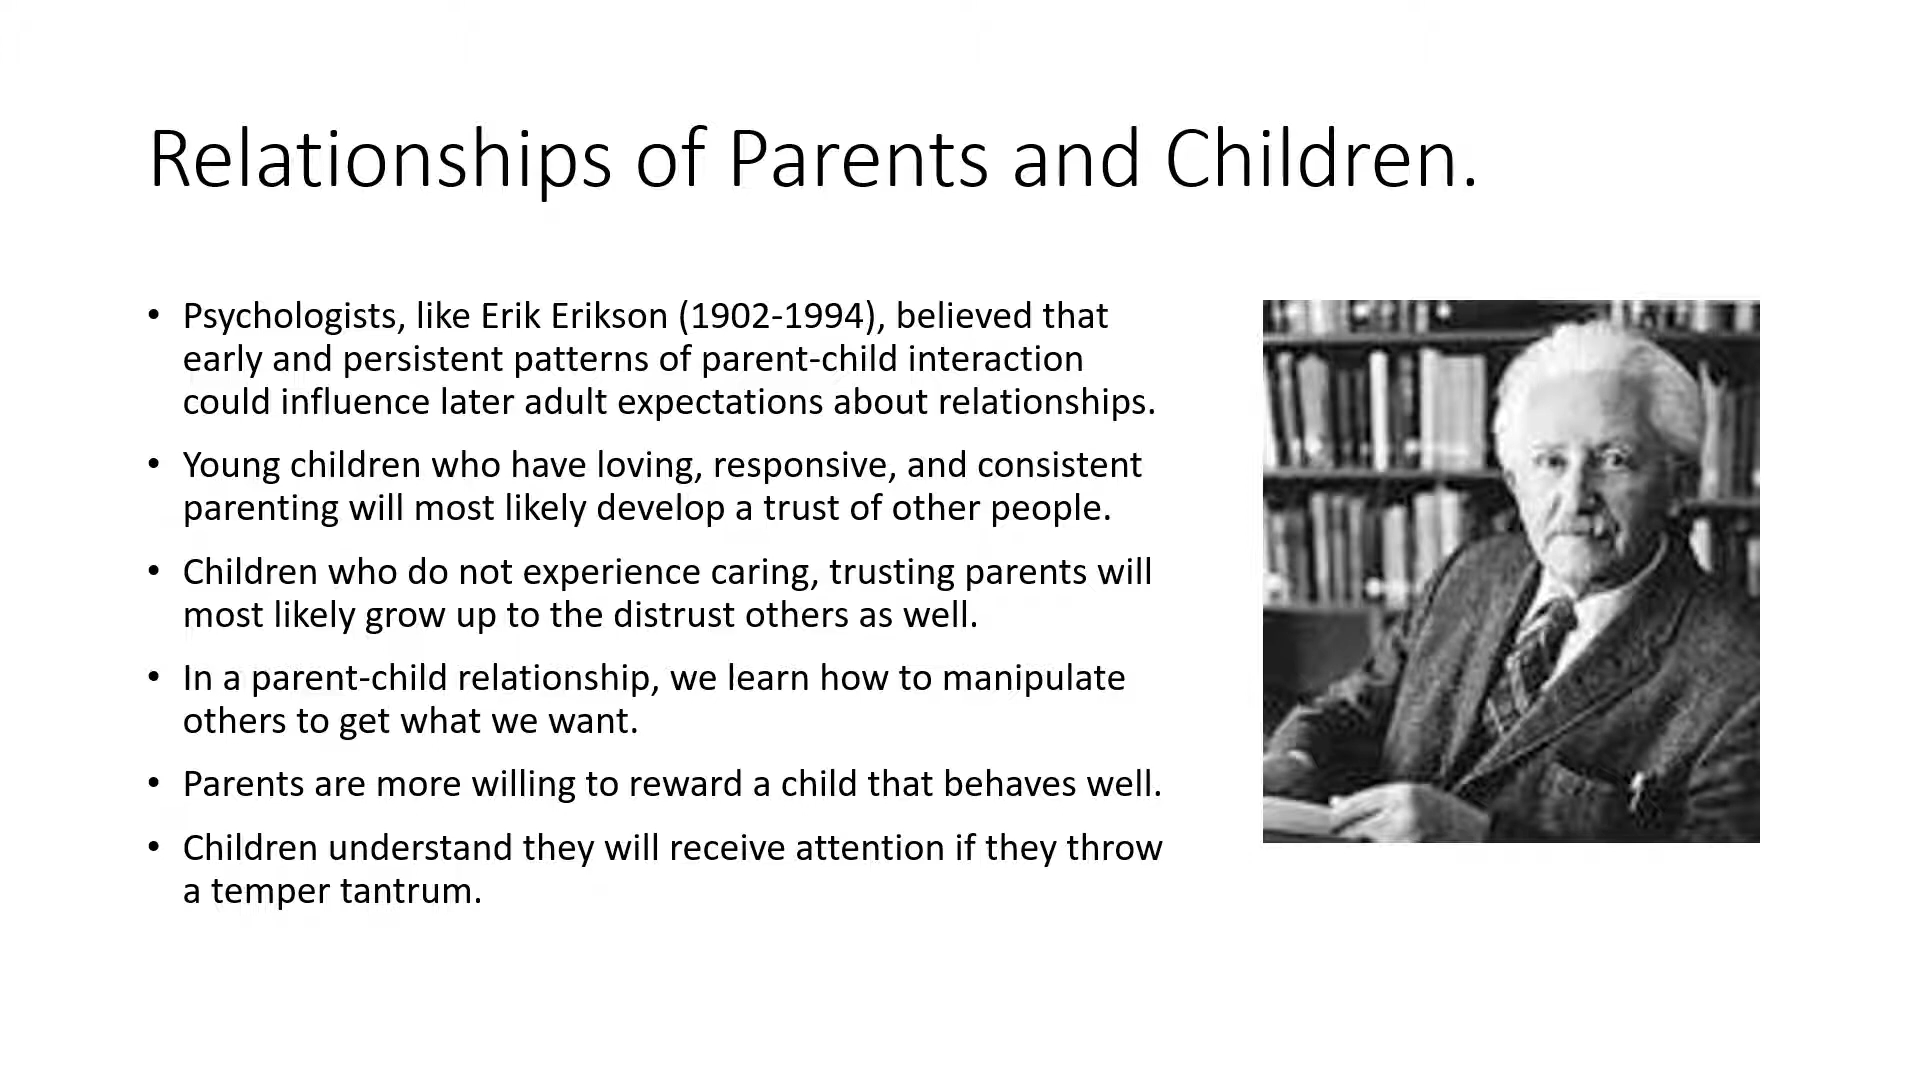 Relationships of Parents and Children.
• Psychologists, like Erik Erikson (1902-1994), believed that
early and persistent patterns of parent-child interaction
could influence later adult expectations about relationships.
• Young children who have loving, responsive, and consistent
parenting will most likely develop a trust of other people.
• Children who do not experience caring, trusting parents will
most likely grow up to the distrust others as well.
• In a parent-child relationship, we learn how to manipulate
others to get what we want.
• Parents are more willing to reward a child that behaves well.
• Children understand they will receive attention if they throw
a temper tantrum.